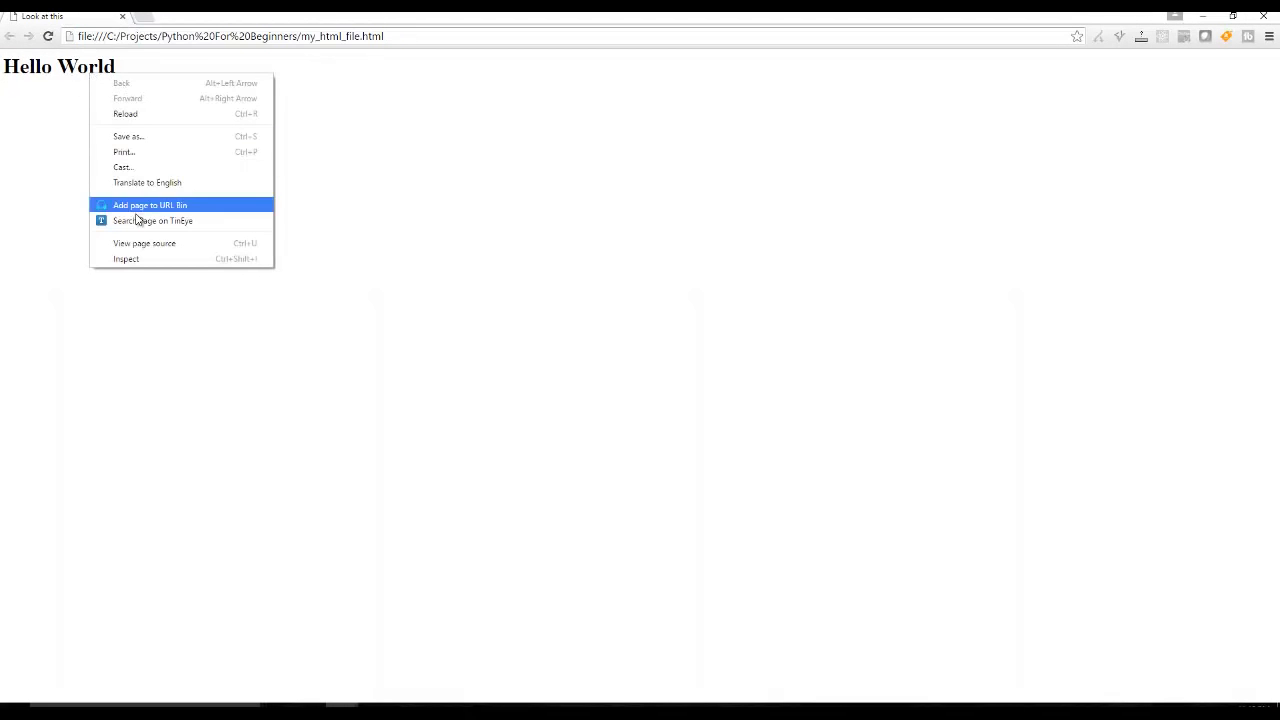 Look at this
file:///C:/Projects/Python%20For%20Beginners/my_html_file.html
Hello World
Back Alt+Left Arrow
Forward Alt+Right Arrow
Reload Ctrl+R
Save as... Ctrl+S
Print... Ctrl+P
Cast...
Translate to English
Add page to URL Bin
T Search page on TinEye
View page source Ctrl+U
Inspect Ctrl+Shift+I